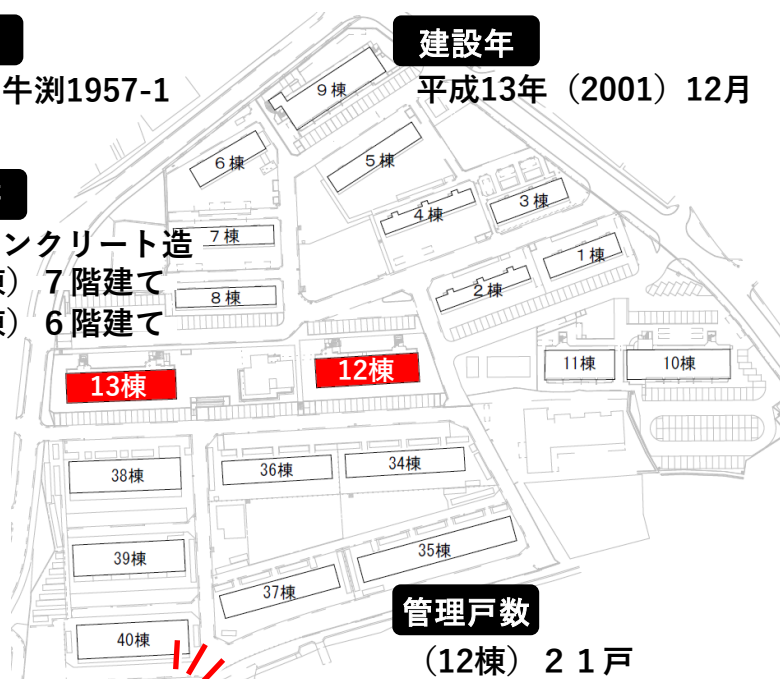 建設年
牛渕1957-1
平成13年（2001）12月
9棟
6棟
5棟
3棟
4棟
7棟
ンクリート造
1棟
）７階建て
2棟
8棟
）６階建て
13棟
12棟
11棟
10棟
38棟
36棟
34棟
39棟
35棟
37棟
40棟
管理戸数
（12棟）２１戸